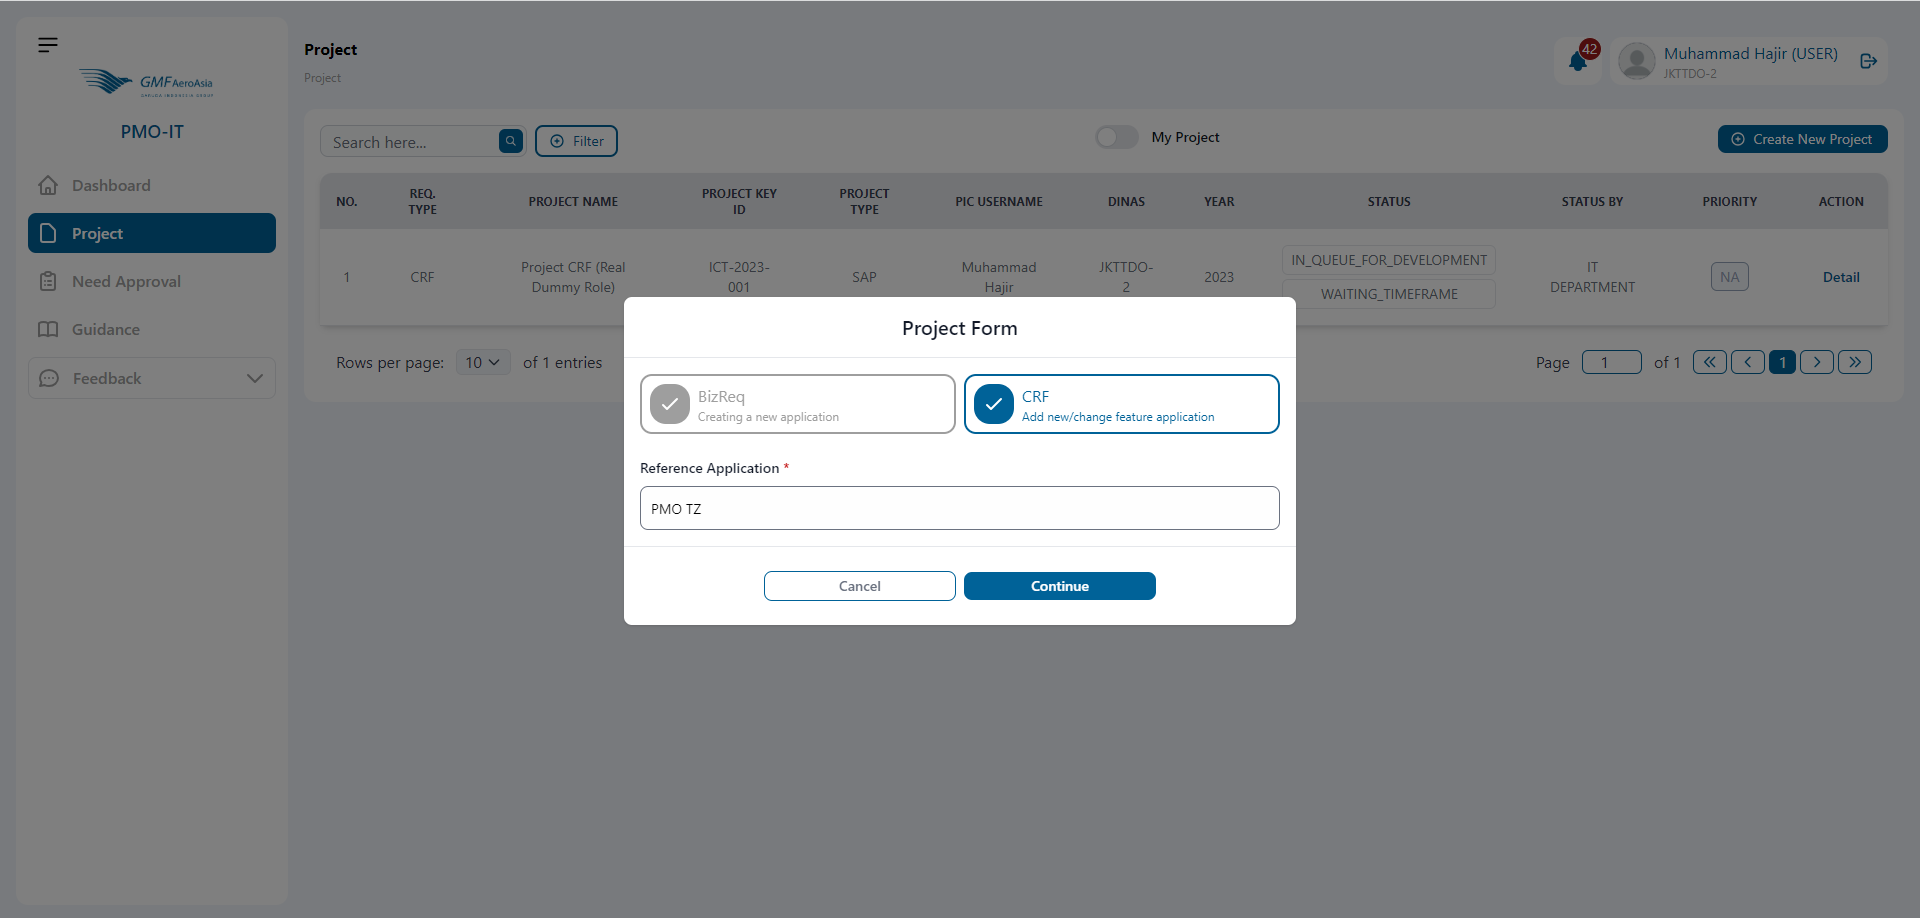 GMF AeroAsia
GARUDA INDONESIA GROUP
PMO-IT
Dashboard
Project
Need Approval
Guidance
Feedback
Project
Project
42
Muhammad Hajir (USER)
JKTTDO-2
Search here...
Filter
My Project
Create New Project
NO.
REQ.
TYPE
PROJECT NAME
PROJECT KEY
ID
PROJECT
TYPE
PIC USERNAME
DINAS
YEAR
STATUS
STATUS BY
PRIORITY
ACTION
1
CRF
Project CRF (Real
Dummy Role)
ICT-2023-
001
SAP
Muhammad
Hajir
JKTTDO-
2
2023
IN_QUEUE_FOR_DEVELOPMENT
WAITING_TIMEFRAME
IT
DEPARTMENT
NA
Detail
Rows per page: 10 of 1 entries
Page 1 of 1 1
Project Form
BizReq
Creating a new application
CRF
Add new/change feature application
Reference Application *
PMO TZ
Cancel
Continue